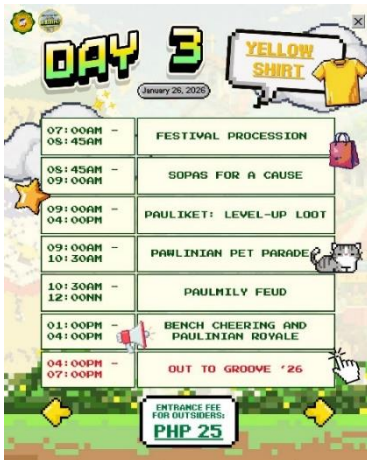 DAY 3
January 26, 2026
YELLOW
SHIRT
07:00AM -
08:45AM
FESTIVAL PROCESSION
08:45AM -
09:00AM
SOPAS FOR A CAUSE
09:00AM -
04:00PM
PAULIKET: LEVEL-UP LOOT
09:00AM -
10:30AM
PAWLINIAN PET PARADE
10:30AM -
12:00NN
PAULMILY FEUD
01:00PM -
04:00PM
BENCH CHEERING AND
PAULINIAN ROYALE
04:00PM -
07:00PM
OUT TO GROOVE '26
ENTRANCE FEE
FOR OUTSIDERS:
PHP 25